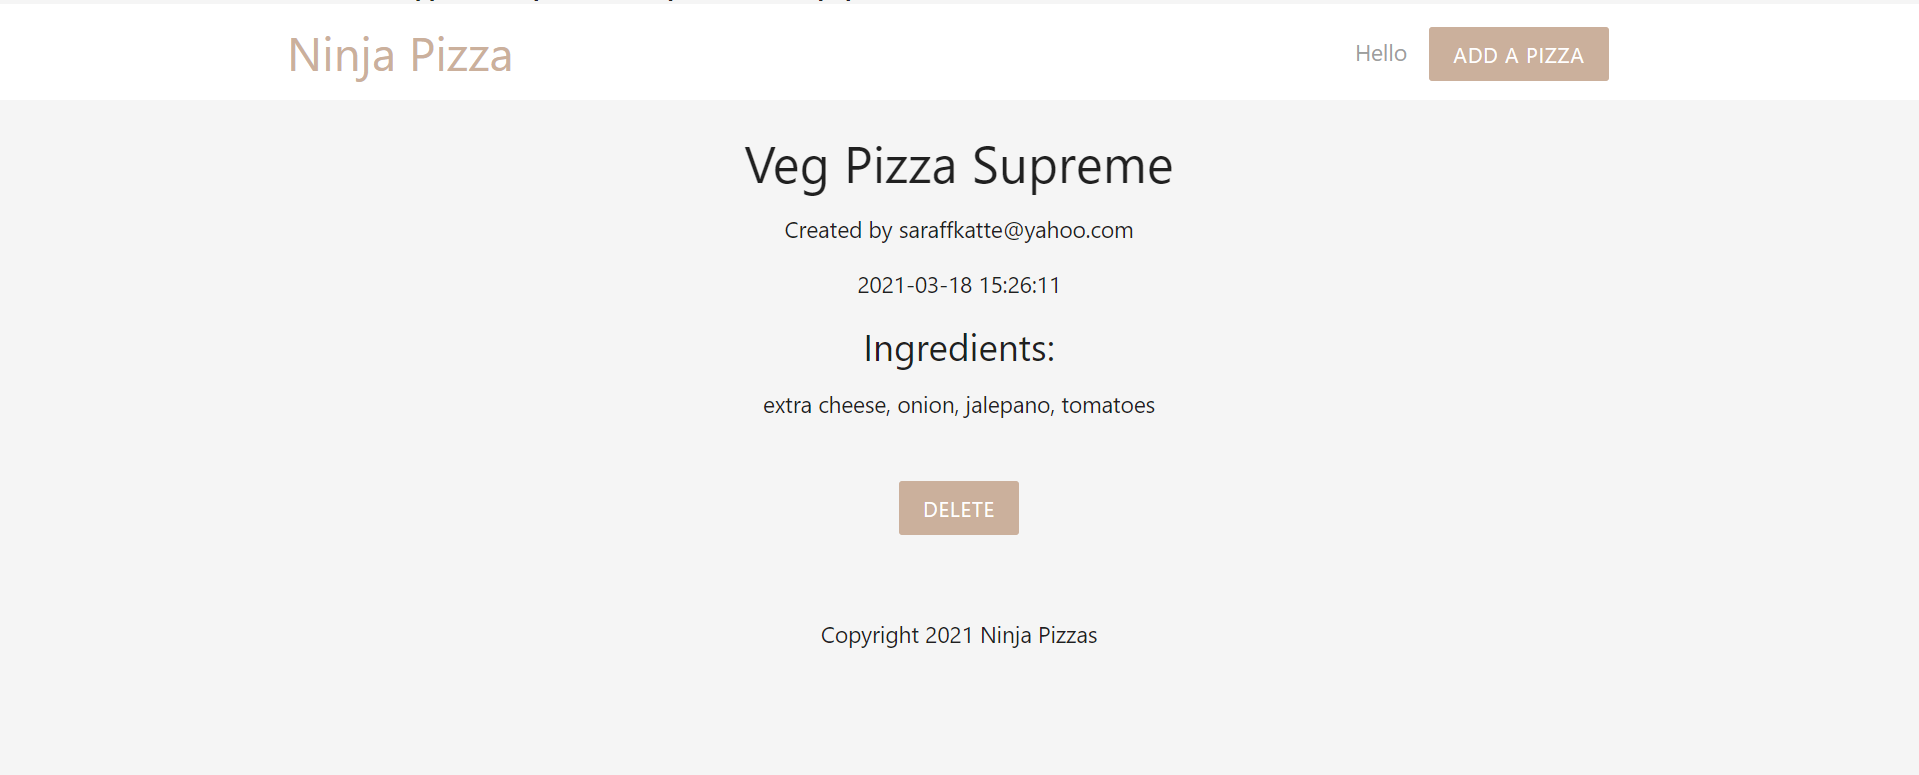 Ninja Pizza
Hello
ADD A PIZZA
Veg Pizza Supreme
Created by saraffkatte@yahoo.com
2021-03-18 15:26:11
Ingredients:
extra cheese, onion, jalepano, tomatoes
DELETE
Copyright 2021 Ninja Pizzas